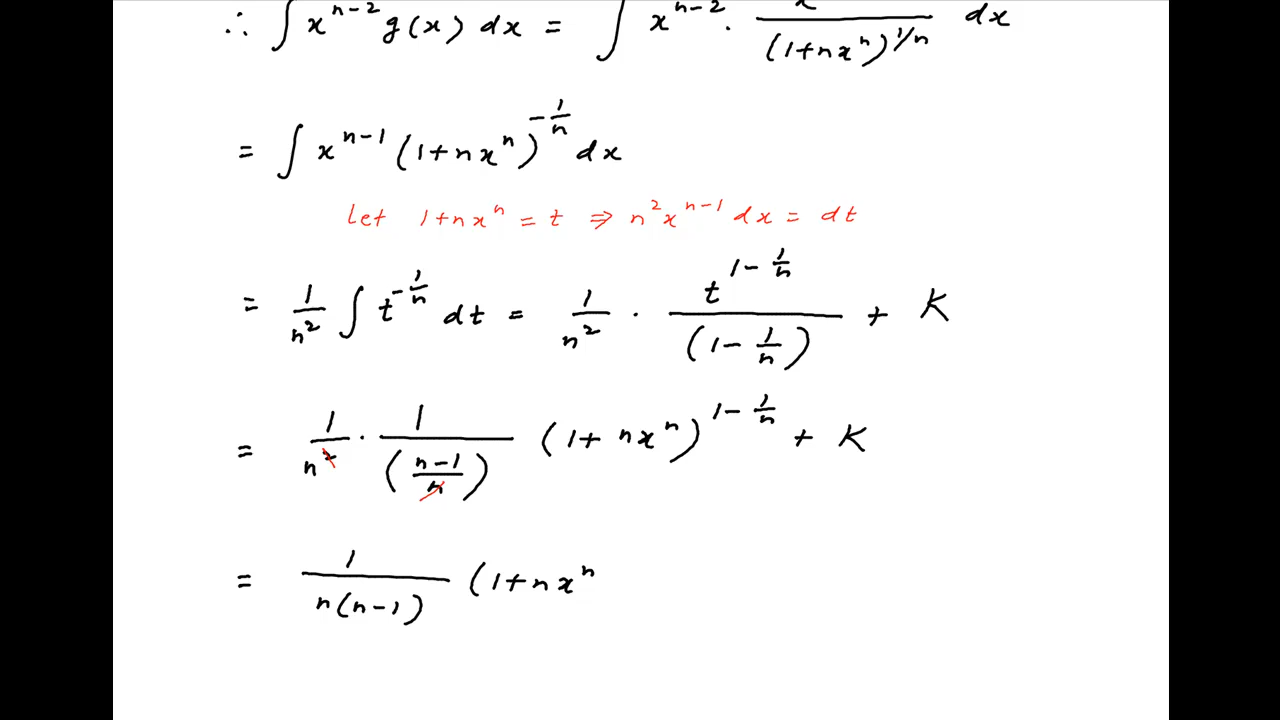 ∴ ∫ x^{n-2} g(x) dx = ∫ x^{n-2} · x/(1+nx^n)^{1/n} dx
= ∫ x^{n-1} (1+nx^n)^{-1/n} dx
let 1+nx^n = t ⇒ n^2 x^{n-1} dx = dt
= 1/n^2 ∫ t^{-1/n} dt = 1/n^2 · t^{1-1/n}/(1-1/n) + K
= 1/n^2 · 1/((n-1)/n) (1+nx^n)^{1-1/n} + K
= 1/(n(n-1)) (1+nx^n